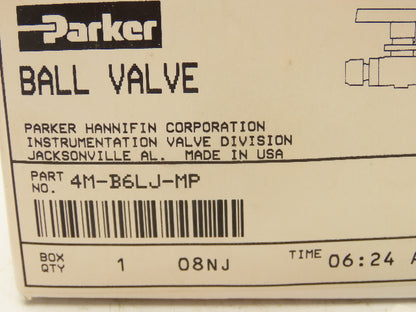 Parker
BALL VALVE
PARKER HANNIFIN CORPORATION
INSTRUMENTATION VALVE DIVISION
JACKSONVILLE AL. MADE IN USA
PART NO. 4M-B6LJ-MP
BOX QTY 1 08NJ TIME 06:24 A